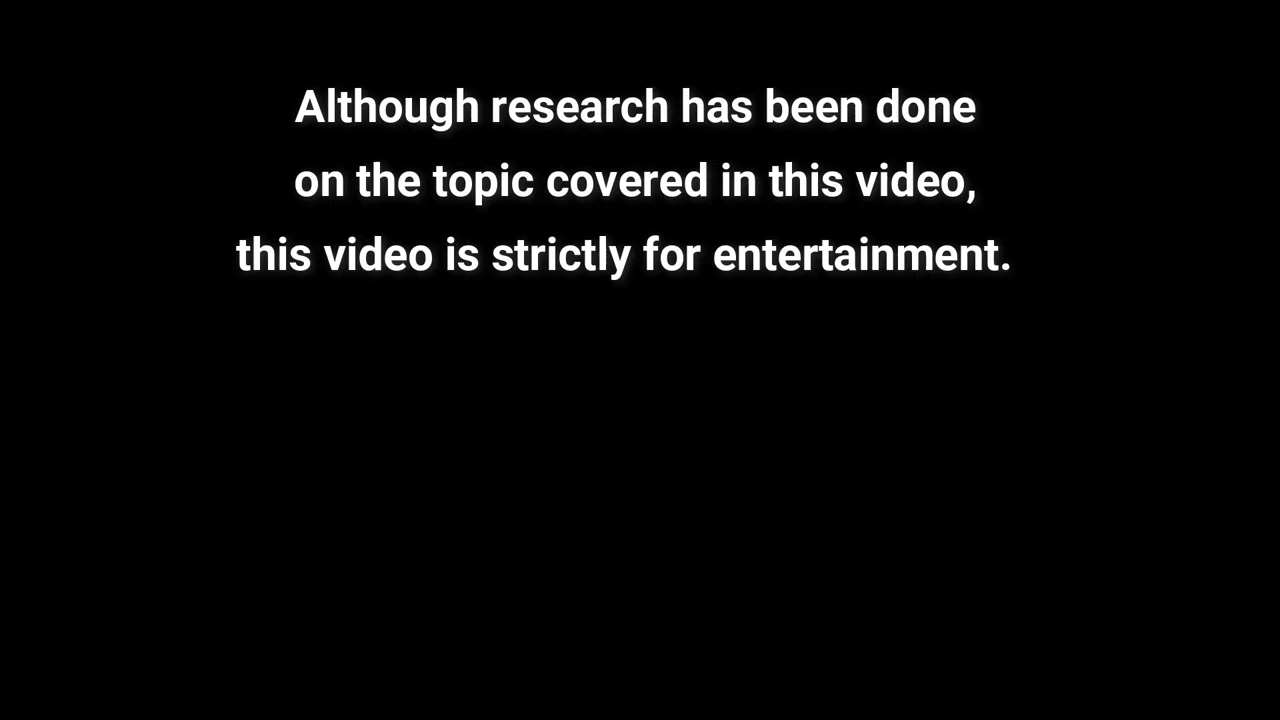 Although research has been done
on the topic covered in this video,
this video is strictly for entertainment.